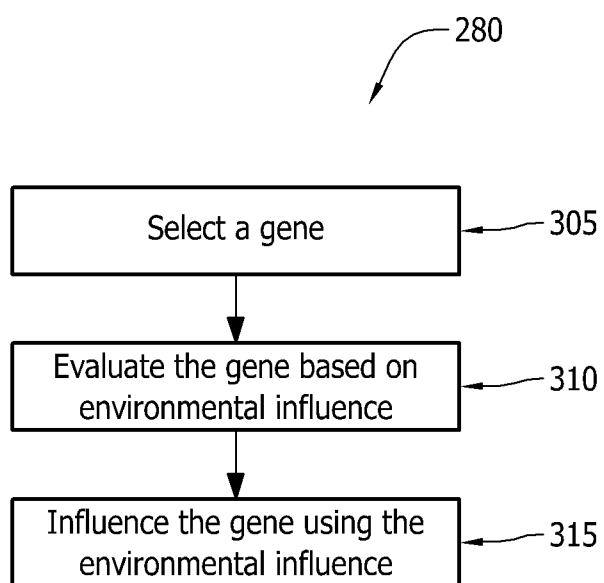 280
Select a gene
305
Evaluate the gene based on
environmental influence
310
Influence the gene using the
environmental influence
315